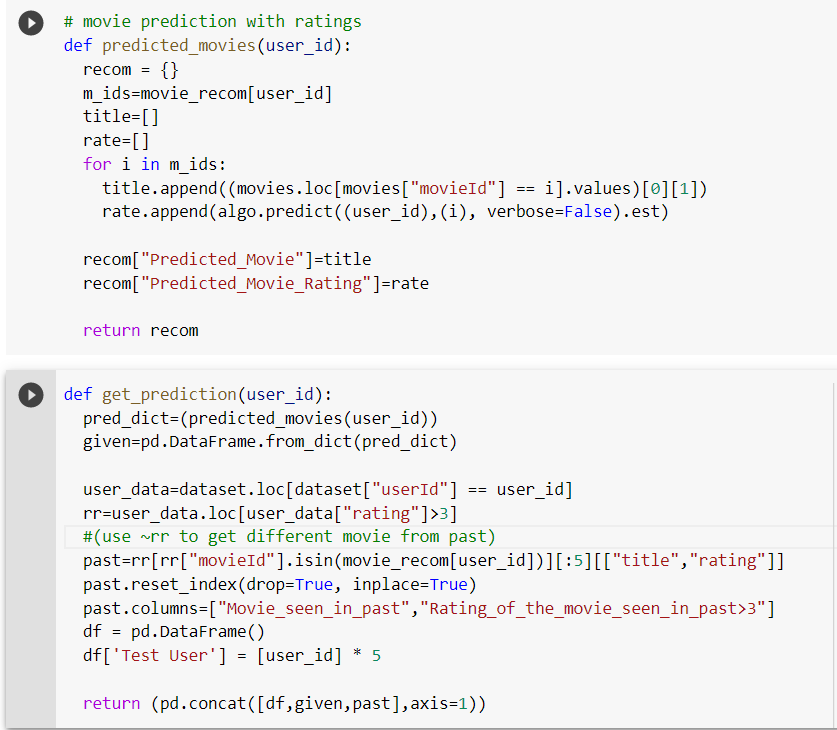 # movie prediction with ratings
def predicted_movies(user_id):
  recom = {}
  m_ids=movie_recom[user_id]
  title=[]
  rate=[]
  for i in m_ids:
    title.append((movies.loc[movies["movieId"] == i].values)[0][1])
    rate.append(algo.predict((user_id),(i), verbose=False).est)

  recom["Predicted_Movie"]=title
  recom["Predicted_Movie_Rating"]=rate

  return recom

def get_prediction(user_id):
  pred_dict=(predicted_movies(user_id))
  given=pd.DataFrame.from_dict(pred_dict)

  user_data=dataset.loc[dataset["userId"] == user_id]
  rr=user_data.loc[user_data["rating"]>3]
  #(use ~rr to get different movie from past)
  past=rr[rr["movieId"].isin(movie_recom[user_id])][:5][["title","rating"]]
  past.reset_index(drop=True, inplace=True)
  past.columns=["Movie_seen_in_past","Rating_of_the_movie_seen_in_past>3"]
  df = pd.DataFrame()
  df['Test User'] = [user_id] * 5

  return (pd.concat([df,given,past],axis=1))